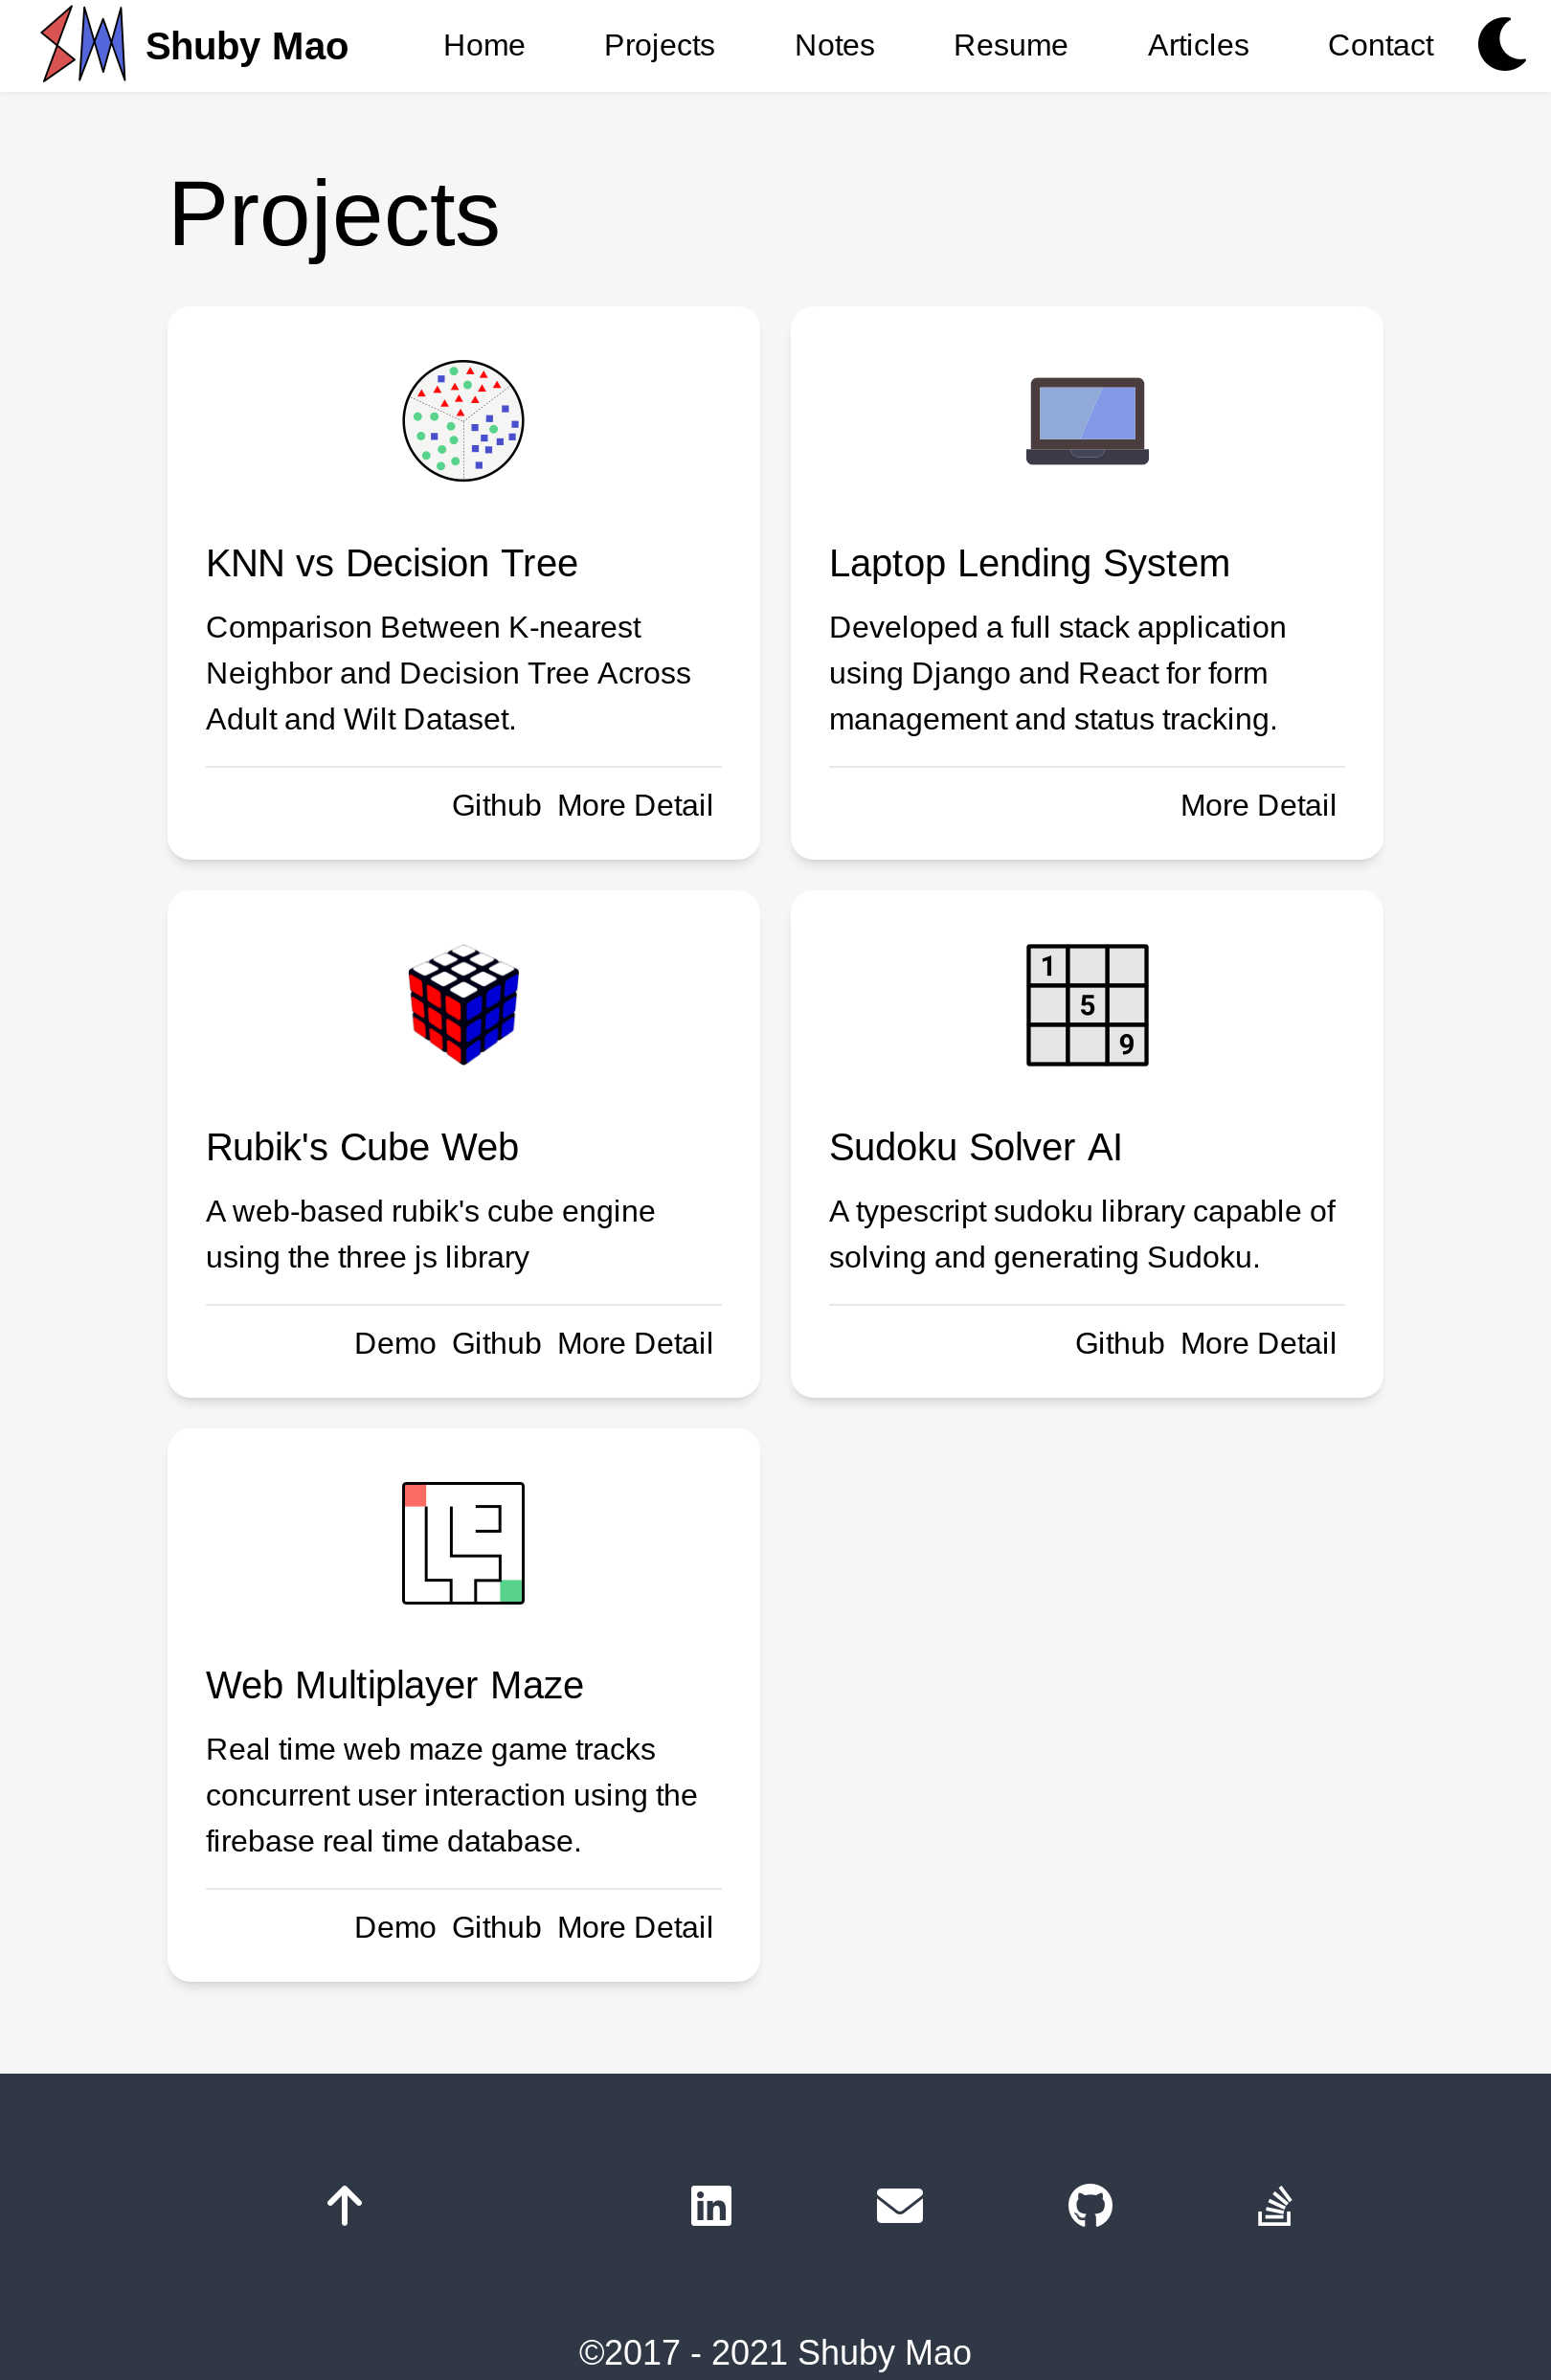 Shuby Mao Home Projects Notes Resume Articles Contact
Projects
KNN vs Decision Tree
Comparison Between K-nearest
Neighbor and Decision Tree Across
Adult and Wilt Dataset.
Github More Detail
Laptop Lending System
Developed a full stack application
using Django and React for form
management and status tracking.
More Detail
Rubik's Cube Web
A web-based rubik's cube engine
using the three js library
Demo Github More Detail
1
5
9
Sudoku Solver AI
A typescript sudoku library capable of
solving and generating Sudoku.
Github More Detail
Web Multiplayer Maze
Real time web maze game tracks
concurrent user interaction using the
firebase real time database.
Demo Github More Detail
in
©2017 - 2021 Shuby Mao